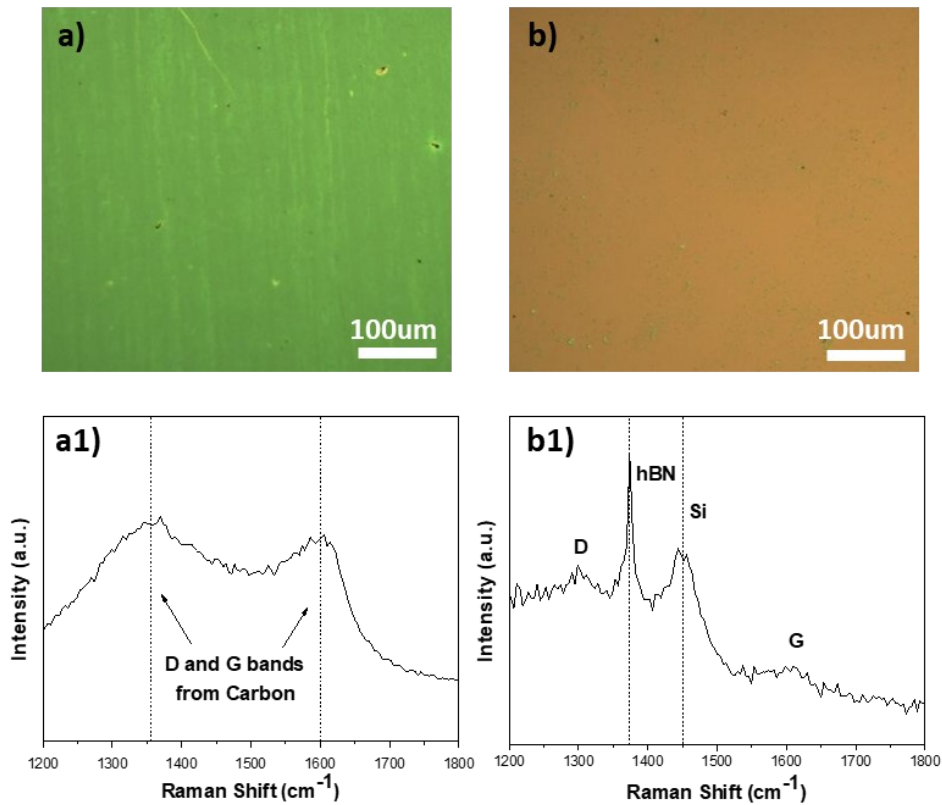 a)
100um
b)
100um
a1)
D and G bands
from Carbon
Intensity (a.u.)
1200 1300 1400 1500 1600 1700 1800
Raman Shift (cm-1)
b1)
hBN
Si
D
G
Intensity (a.u.)
1200 1300 1400 1500 1600 1700 1800
Raman Shift (cm-1)